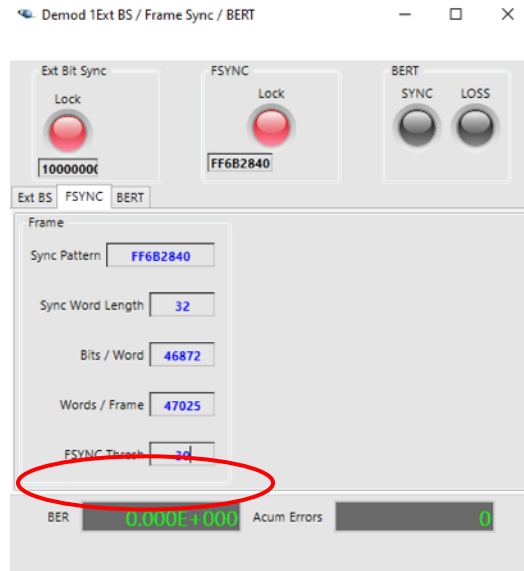 Demod 1Ext BS / Frame Sync / BERT
Ext Bit Sync
FSYNC
BERT
Lock
Lock
SYNC LOSS
1000000(
FF6B2840
Ext BS FSYNC BERT
Frame
Sync Pattern FF6B2840
Sync Word Length 32
Bits / Word 46872
Words / Frame 47025
FSYNC Thresh 30
BER 0.000E+000 Acum Errors 0